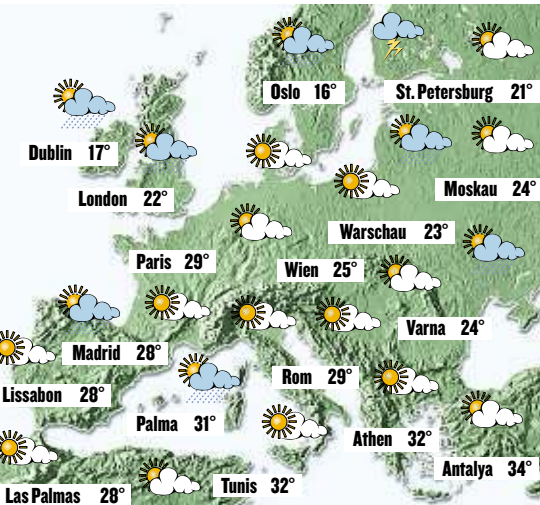 Oslo 16°
St. Petersburg 21°
Dublin 17°
Moskau 24°
London 22°
Warschau 23°
Paris 29°
Wien 25°
Varna 24°
Madrid 28°
Rom 29°
Lissabon 28°
Palma 31°
Athen 32°
Antalya 34°
Tunis 32°
Las Palmas 28°